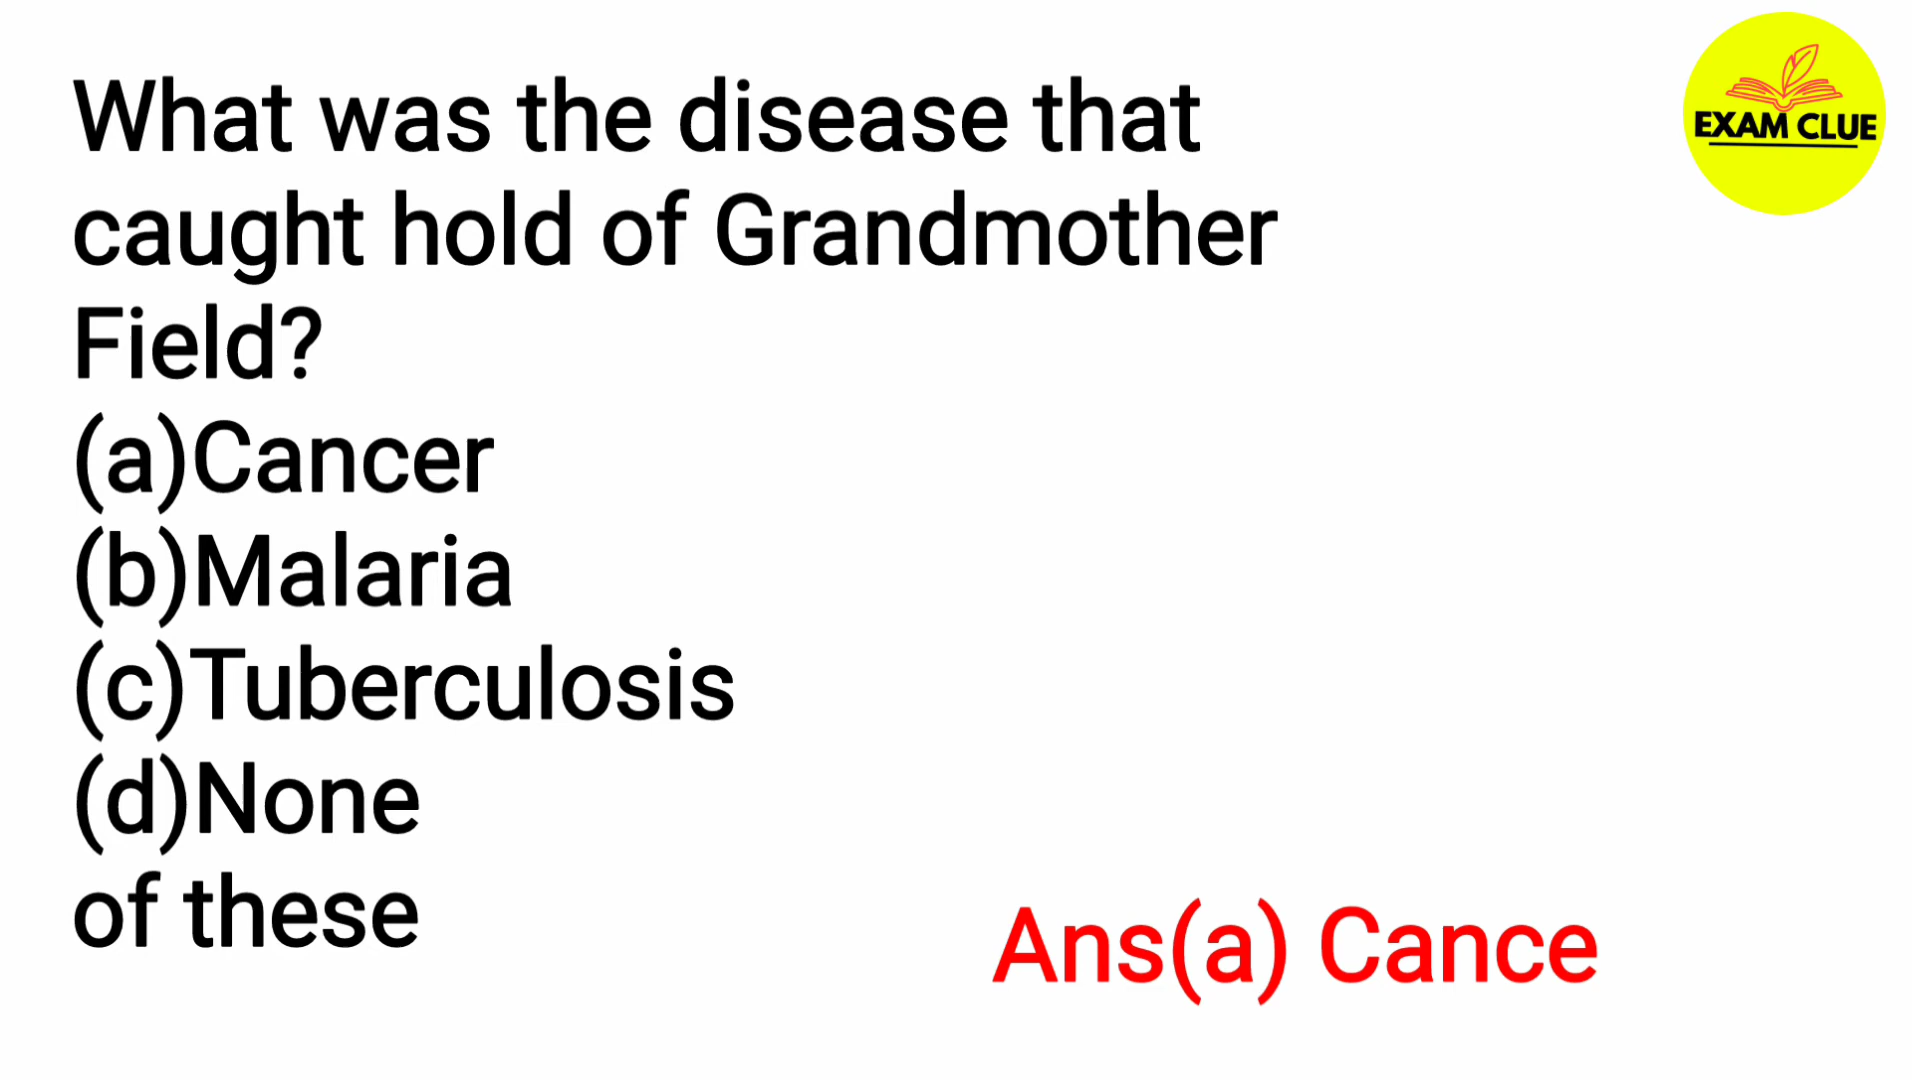 What was the disease that
caught hold of Grandmother
Field?
(a)Cancer
(b)Malaria
(c)Tuberculosis
(d)None
of these
Ans(a) Cance
EXAM CLUE